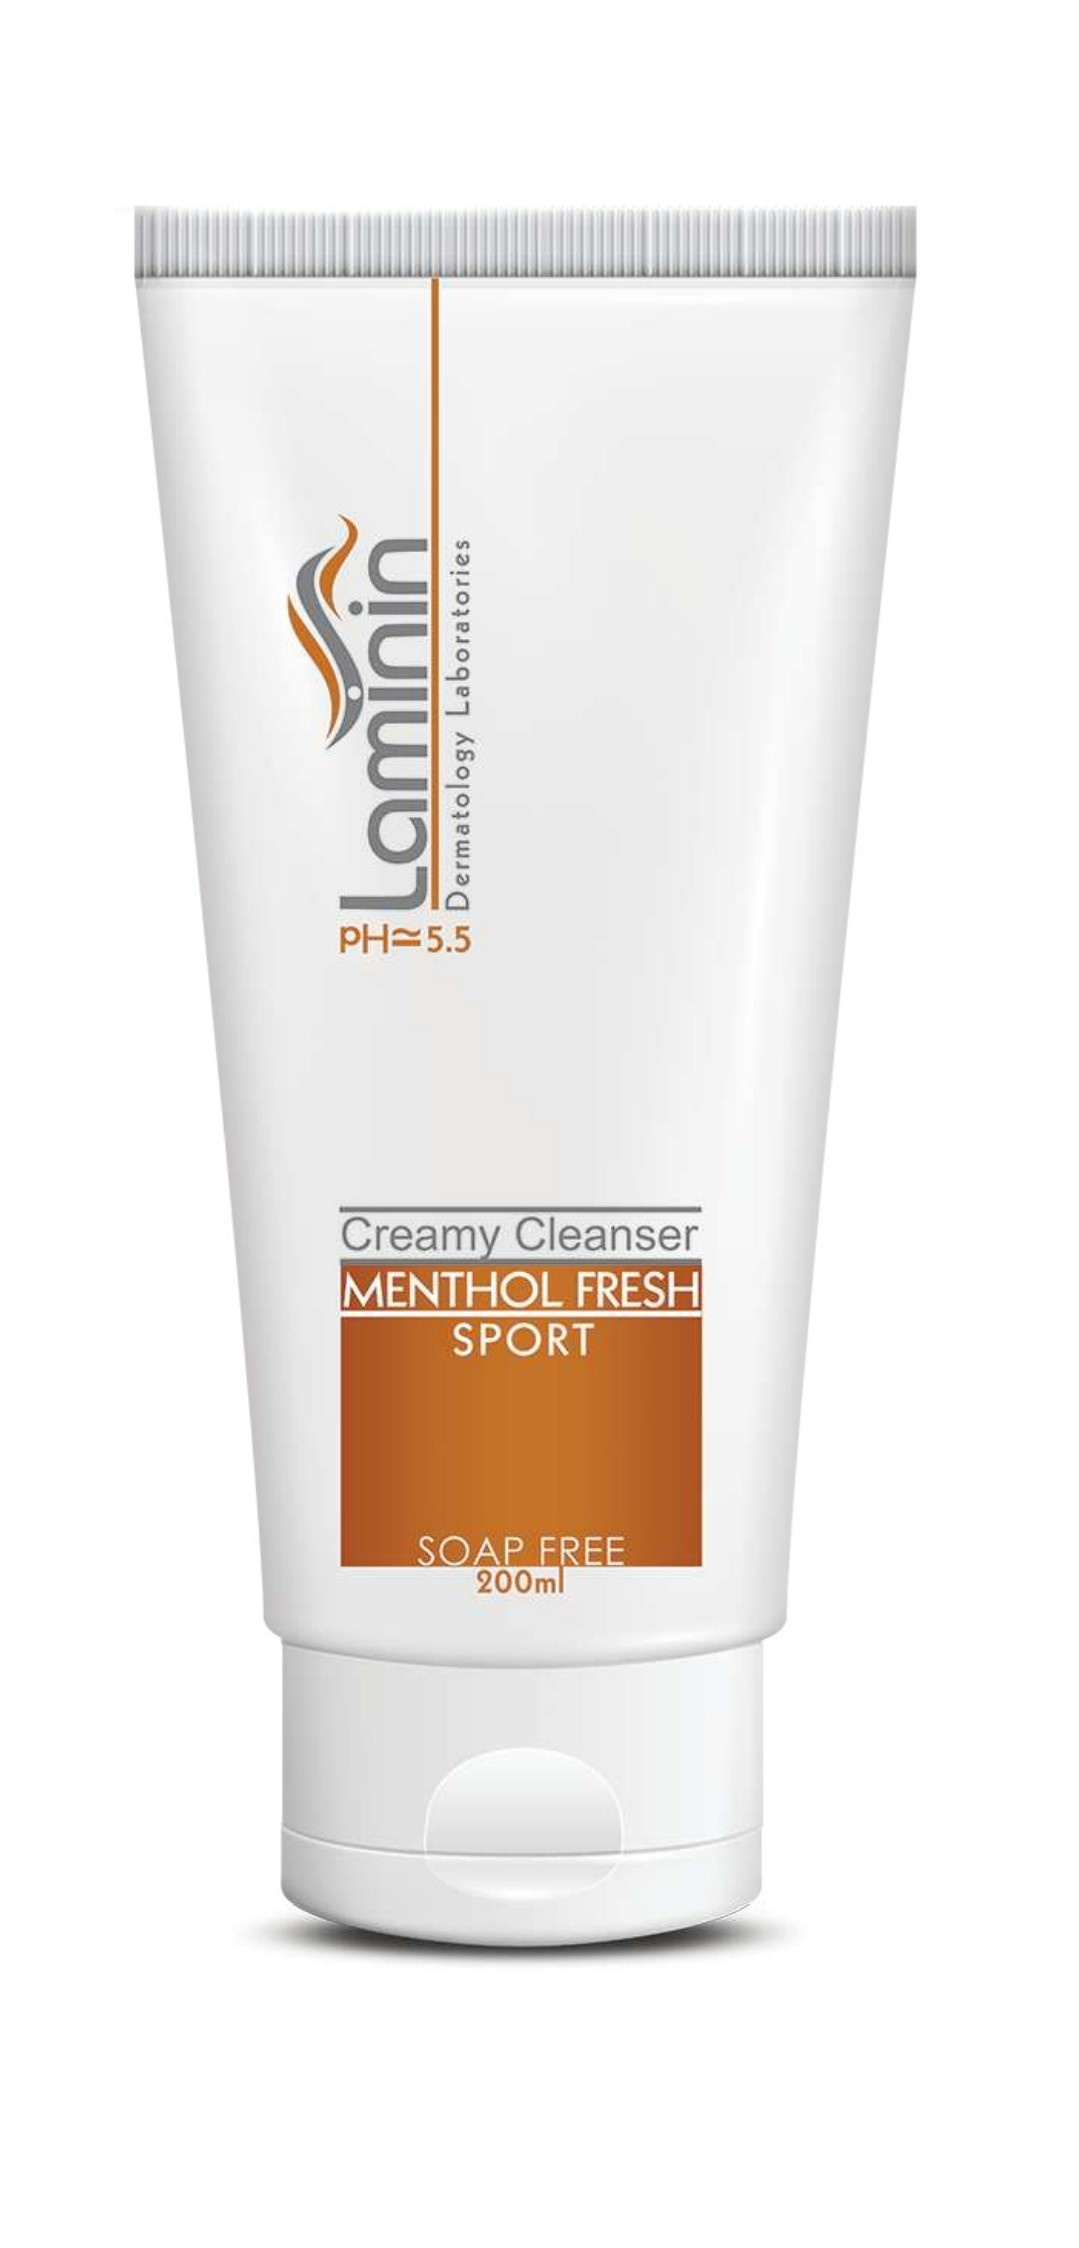 Laminin
Dermatology Laboratories
PH≃5.5
Creamy Cleanser
MENTHOL FRESH
SPORT
SOAP FREE
200ml